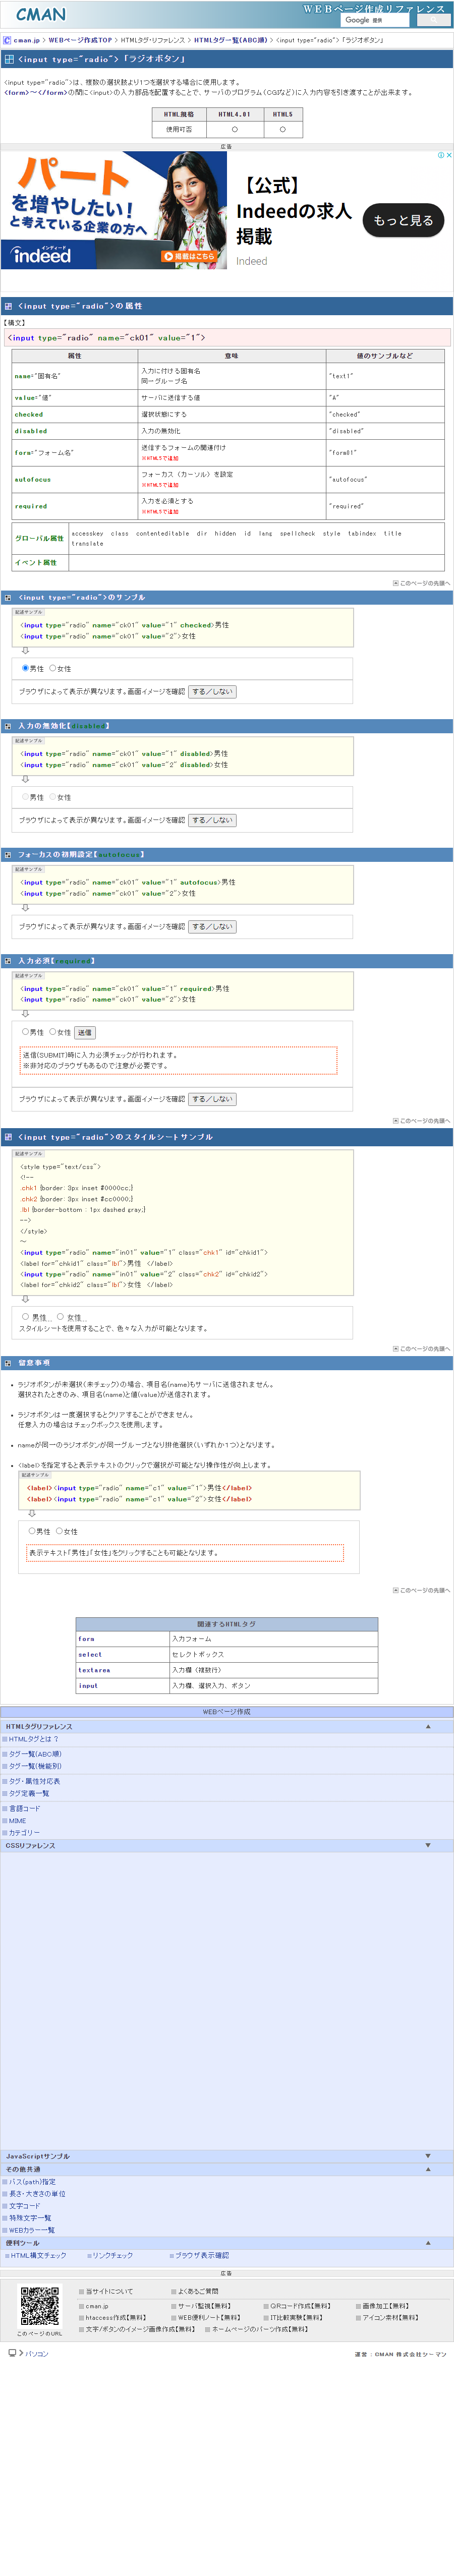 CMAN
WEBページ作成リファレンス
Google 提供
cman.jp > WEBページ作成TOP > HTMLタグ・リファレンス > HTMLタグ一覧(ABC順) > <input type="radio"> 「ラジオボタン」
<input type="radio"> 「ラジオボタン」
<input type="radio">は、複数の選択肢より1つを選択する場合に使用します。
<form>～</form>の間に<input>の入力部品を配置することで、サーバのプログラム(CGIなど)に入力内容を引き渡すことが出来ます。
HTML規格 HTML4.01 HTML5
使用可否 ○ ○
広告
パートを増やしたい!
と考えている企業の方へ
indeed
インディード
掲載はこちら
【公式】
Indeedの求人
掲載
Indeed
もっと見る
<input type="radio">の属性
【構文】
<input type="radio" name="ck01" value="1">
属性 意味 値のサンプルなど
name="固有名" 入力に付ける固有名
同一グループ名 "text1"
value="値" サーバに送信する値 "A"
checked 選択状態にする "checked"
disabled 入力の無効化 "disabled"
form="フォーム名" 送信するフォームの関連付け
※HTML5で追加 "form01"
autofocus フォーカス（カーソル）を設定
※HTML5で追加 "autofocus"
required 入力を必須とする
※HTML5で追加 "required"
グローバル属性 accesskey class contenteditable dir hidden id lang spellcheck style tabindex title
translate
イベント属性
このページの先頭へ
<input type="radio">のサンプル
記述サンプル
<input type="radio" name="ck01" value="1" checked>男性
<input type="radio" name="ck01" value="2">女性
男性 女性
ブラウザによって表示が異なります。画面イメージを確認 する／しない
入力の無効化【disabled】
記述サンプル
<input type="radio" name="ck01" value="1" disabled>男性
<input type="radio" name="ck01" value="2" disabled>女性
男性 女性
ブラウザによって表示が異なります。画面イメージを確認 する／しない
フォーカスの初期設定【autofocus】
記述サンプル
<input type="radio" name="ck01" value="1" autofocus>男性
<input type="radio" name="ck01" value="2">女性
ブラウザによって表示が異なります。画面イメージを確認 する／しない
入力必須【required】
記述サンプル
<input type="radio" name="ck01" value="1" required>男性
<input type="radio" name="ck01" value="2">女性
男性 女性 送信
送信(SUBMIT)時に入力必須チェックが行われます。
※非対応のブラウザもあるので注意が必要です。
ブラウザによって表示が異なります。画面イメージを確認 する／しない
このページの先頭へ
<input type="radio">のスタイルシートサンプル
記述サンプル
<style type="text/css">
<!--
.chk1 {border: 3px inset #0000cc;}
.chk2 {border: 3px inset #cc0000;}
.lbl {border-bottom : 1px dashed gray;}
-->
</style>
～
<input type="radio" name="in01" value="1" class="chk1" id="chkid1">
<label for="chkid1" class="lbl">男性 </label>
<input type="radio" name="in01" value="2" class="chk2" id="chkid2">
<label for="chkid2" class="lbl">女性 </label>
男性 女性
スタイルシートを使用することで、色々な入力が可能となります。
このページの先頭へ
留意事項
ラジオボタンが未選択(未チェック)の場合、項目名(name)もサーバに送信されません。
選択されたときのみ、項目名(name)と値(value)が送信されます。
ラジオボタンは一度選択するとクリアすることができません。
任意入力の場合はチェックボックスを使用します。
nameが同一のラジオボタンが同一グループとなり排他選択(いずれか1つ)となります。
<label>を指定すると表示テキストのクリックで選択が可能となり操作性が向上します。
記述サンプル
<label><input type="radio" name="c1" value="1">男性</label>
<label><input type="radio" name="c1" value="2">女性</label>
男性 女性
表示テキスト「男性」「女性」をクリックすることも可能となります。
このページの先頭へ
関連するHTMLタグ
form 入力フォーム
select セレクトボックス
textarea 入力欄（複数行）
input 入力欄、選択入力、ボタン
WEBページ作成
HTMLタグリファレンス ▲
HTMLタグとは？
タグ一覧(ABC順)
タグ一覧(機能別)
タグ・属性対応表
タグ定義一覧
言語コード
MIME
カテゴリー
CSSリファレンス ▼
JavaScriptサンプル ▼
その他共通 ▲
パス(path)指定
長さ・大きさの単位
文字コード
特殊文字一覧
WEBカラー一覧
便利ツール ▲
HTML構文チェック リンクチェック ブラウザ表示確認
広告
このページのURL
当サイトについて よくあるご質問
cman.jp サーバ監視【無料】 QRコード作成【無料】 画像加工【無料】
htaccess作成【無料】 WEB便利ノート【無料】 IT比較実験【無料】 アイコン素材【無料】
文字/ボタンのイメージ画像作成【無料】 ホームページのパーツ作成【無料】
パソコン
運営：CMAN 株式会社シーマン